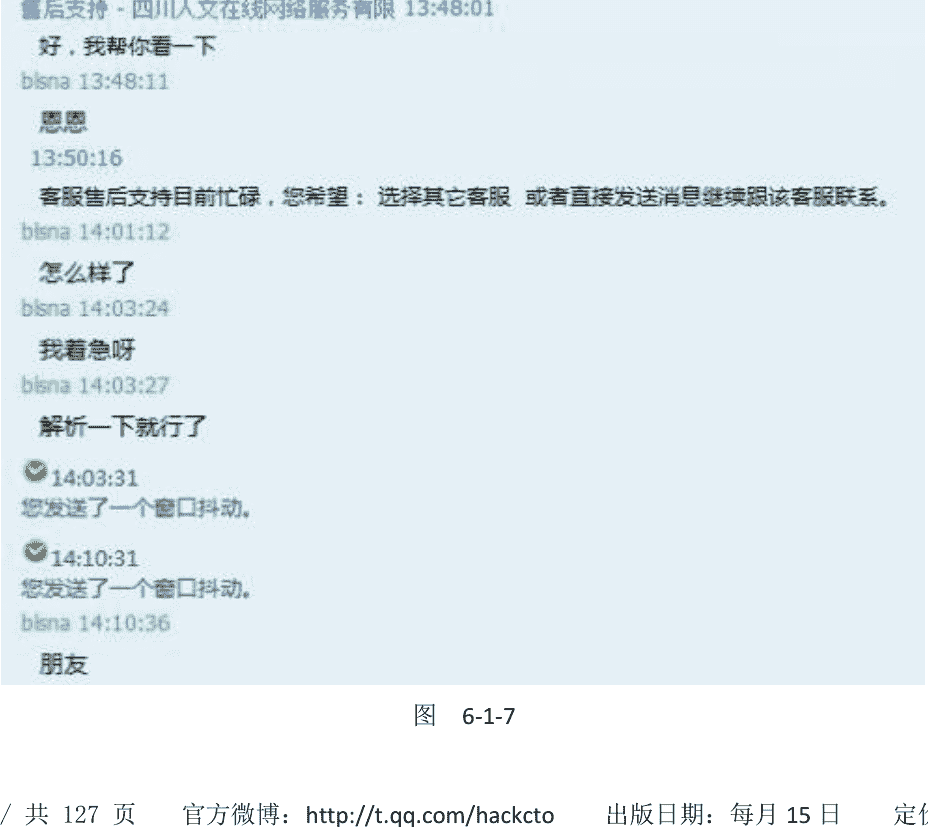 售后支持 - 四川人文在线网络服务有限 13:48:01
好，我帮你看一下
blsna 13:48:11
恩恩
13:50:16
客服售后支持目前忙碌，您希望： 选择其它客服 或者直接发送消息继续跟该客服联系。
blsna 14:01:12
怎么样了
blsna 14:03:24
我着急呀
blsna 14:03:27
解析一下就行了
14:03:31
您发送了一个窗口抖动。
14:10:31
您发送了一个窗口抖动。
blsna 14:10:36
朋友
图 6-1-7
/ 共 127 页 官方微博：http://t.qq.com/hackcto 出版日期：每月 15 日 定价